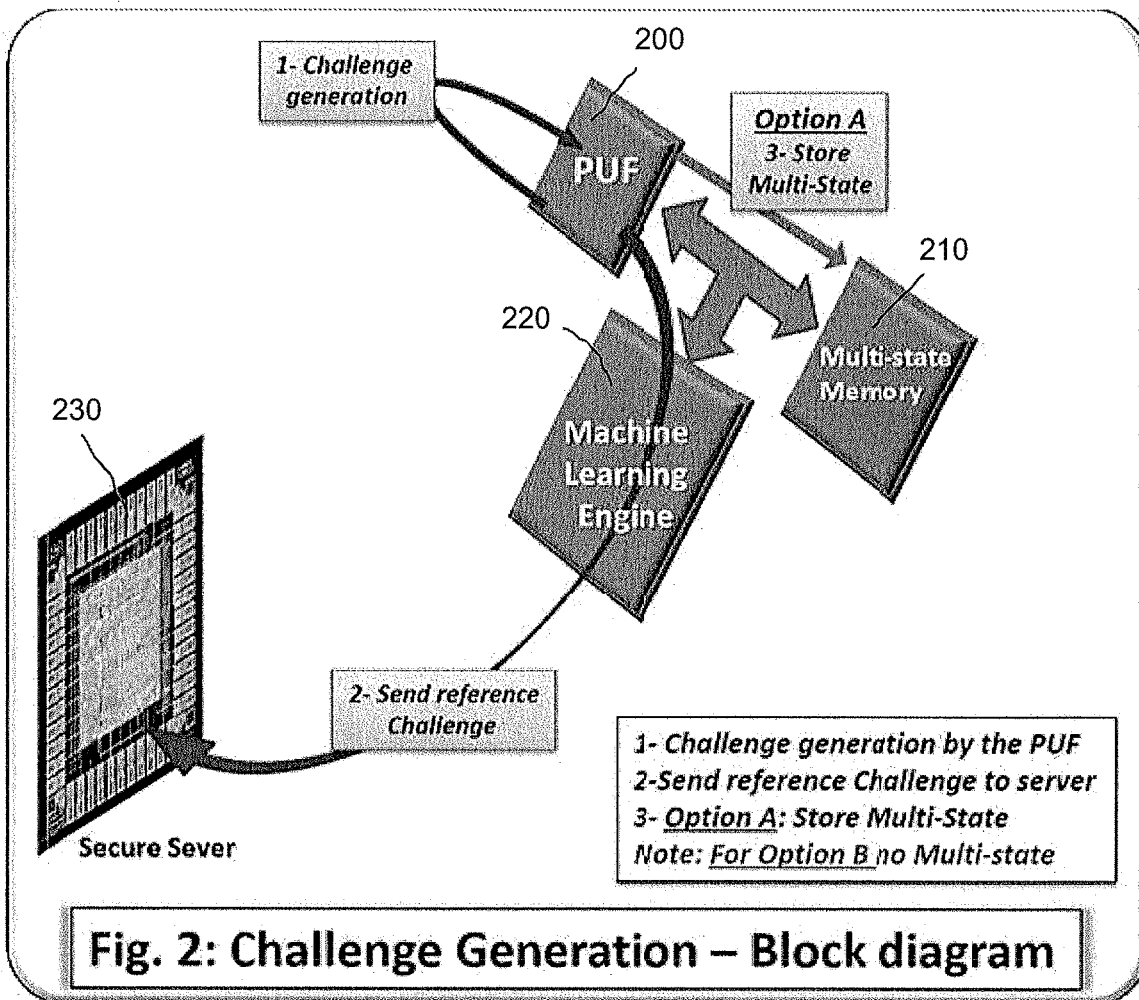 200
1- Challenge
generation
PUF
Option A
3- Store
Multi-State
210
220
Multi-state
Memory
230
Machine
Learning
Engine
2- Send reference
Challenge
1- Challenge generation by the PUF
2-Send reference Challenge to server
3- Option A: Store Multi-State
Note: For Option B no Multi-state
Secure Sever
Fig. 2: Challenge Generation – Block diagram